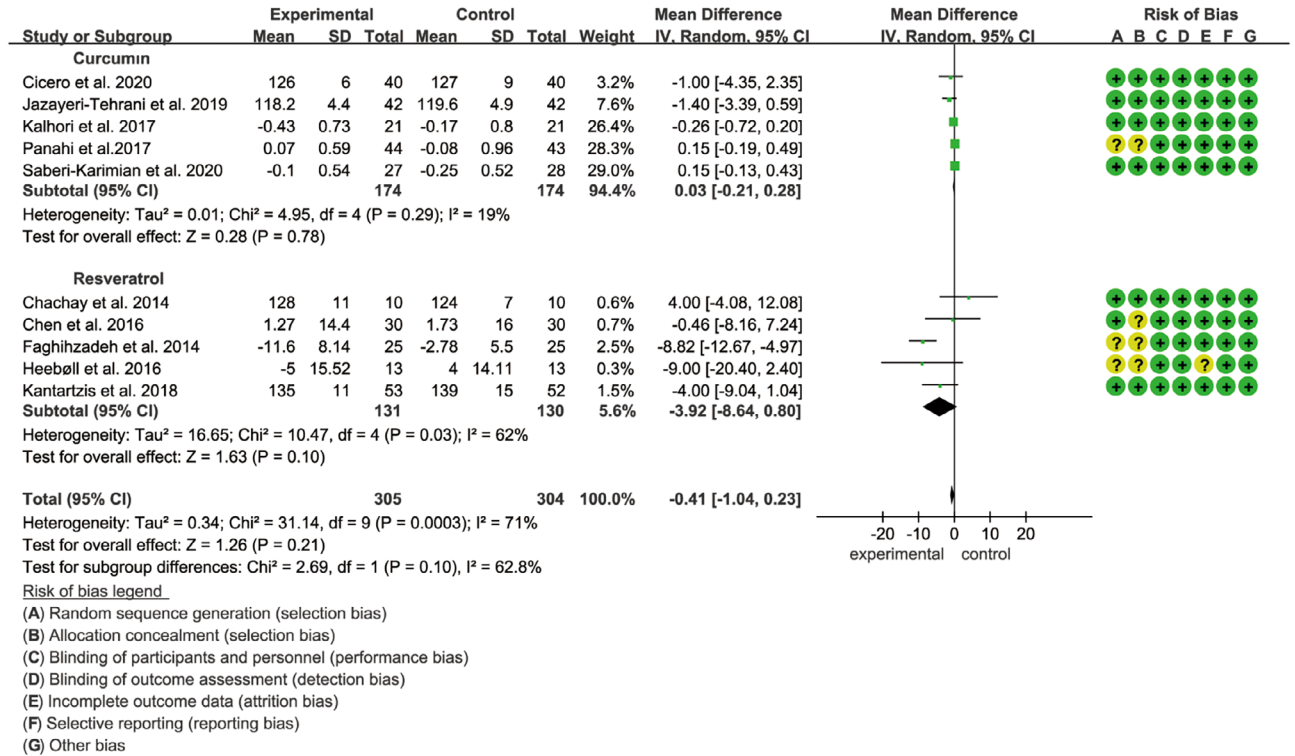 Experimental Control Mean Difference Mean Difference Risk of Bias
Study or Subgroup Mean SD Total Mean SD Total Weight IV, Random, 95% CI IV, Random, 95% CI A B C D E F G
Curcumin
Cicero et al. 2020 126 6 40 127 9 40 3.2% -1.00 [-4.35, 2.35] + + + + + + +
Jazayeri-Tehrani et al. 2019 118.2 4.4 42 119.6 4.9 42 7.6% -1.40 [-3.39, 0.59] + + + + + + +
Kalhori et al. 2017 -0.43 0.73 21 -0.17 0.8 21 26.4% -0.26 [-0.72, 0.20] + + + + + + +
Panahi et al.2017 0.07 0.59 44 -0.08 0.96 43 28.3% 0.15 [-0.19, 0.49] ? ? + + + + +
Saberi-Karimian et al. 2020 -0.1 0.54 27 -0.25 0.52 28 29.0% 0.15 [-0.13, 0.43] + + + + + + +
Subtotal (95% CI) 174 174 94.4% 0.03 [-0.21, 0.28]
Heterogeneity: Tau² = 0.01; Chi² = 4.95, df = 4 (P = 0.29); I² = 19%
Test for overall effect: Z = 0.28 (P = 0.78)
Resveratrol
Chachay et al. 2014 128 11 10 124 7 10 0.6% 4.00 [-4.08, 12.08] + + + + + + +
Chen et al. 2016 1.27 14.4 30 1.73 16 30 0.7% -0.46 [-8.16, 7.24] + ? + + + + +
Faghihzadeh et al. 2014 -11.6 8.14 25 -2.78 5.5 25 2.5% -8.82 [-12.67, -4.97] ? ? + + + + +
Heebøll et al. 2016 -5 15.52 13 4 14.11 13 0.3% -9.00 [-20.40, 2.40] ? ? + + ? + +
Kantartzis et al. 2018 135 11 53 139 15 52 1.5% -4.00 [-9.04, 1.04] + + + + + + +
Subtotal (95% CI) 131 130 5.6% -3.92 [-8.64, 0.80]
Heterogeneity: Tau² = 16.65; Chi² = 10.47, df = 4 (P = 0.03); I² = 62%
Test for overall effect: Z = 1.63 (P = 0.10)
Total (95% CI) 305 304 100.0% -0.41 [-1.04, 0.23]
Heterogeneity: Tau² = 0.34; Chi² = 31.14, df = 9 (P = 0.0003); I² = 71%
Test for overall effect: Z = 1.26 (P = 0.21)
Test for subgroup differences: Chi² = 2.69, df = 1 (P = 0.10), I² = 62.8%
-20 -10 0 10 20
experimental control
Risk of bias legend
(A) Random sequence generation (selection bias)
(B) Allocation concealment (selection bias)
(C) Blinding of participants and personnel (performance bias)
(D) Blinding of outcome assessment (detection bias)
(E) Incomplete outcome data (attrition bias)
(F) Selective reporting (reporting bias)
(G) Other bias